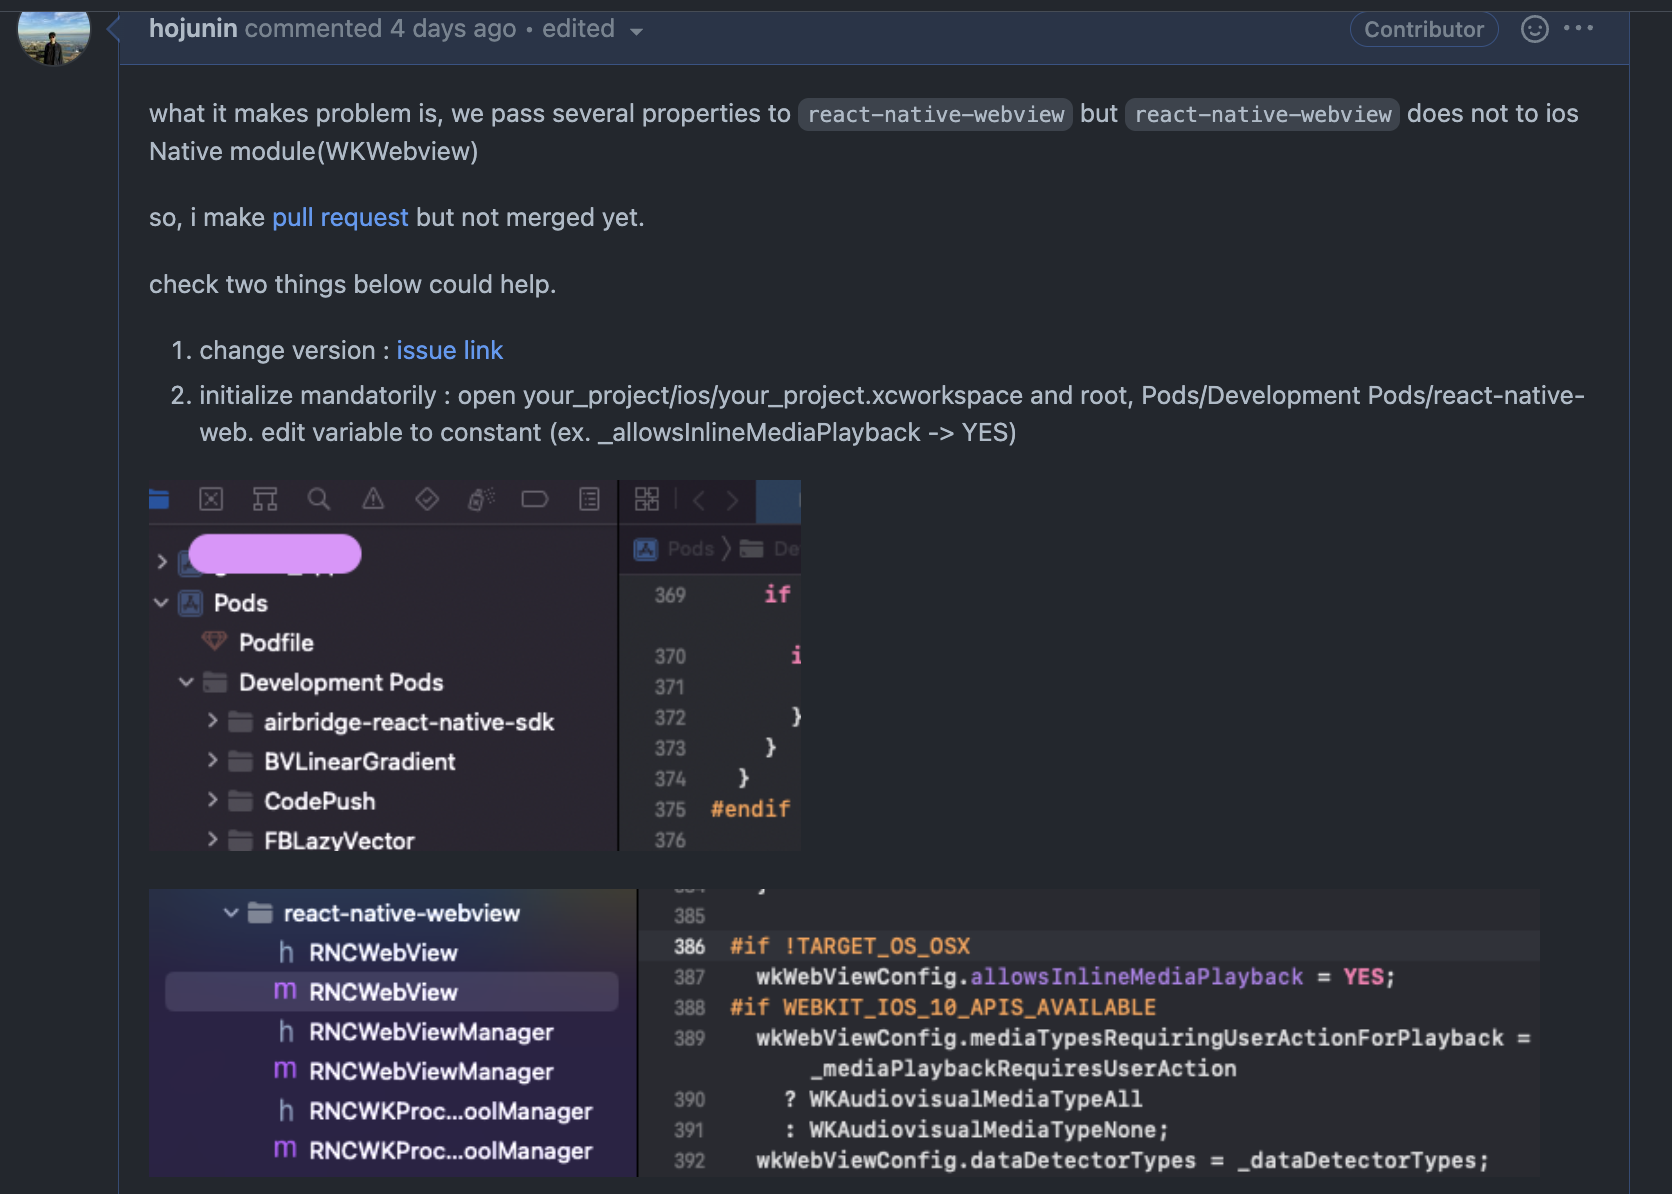 hojunin commented 4 days ago • edited
Contributor
what it makes problem is, we pass several properties to react-native-webview but react-native-webview does not to ios
Native module(WKWebview)
so, i make pull request but not merged yet.
check two things below could help.
1. change version : issue link
2. initialize mandatorily : open your_project/ios/your_project.xcworkspace and root, Pods/Development Pods/react-native-
web. edit variable to constant (ex. _allowsInlineMediaPlayback -> YES)
Pods
Podfile
Development Pods
airbridge-react-native-sdk
BVLinearGradient
CodePush
FBLazyVector
Pods 〉 De
369 if
370 i
371
372 }
373 }
374 }
375 #endif
376
react-native-webview
h RNCWebView
m RNCWebView
h RNCWebViewManager
m RNCWebViewManager
h RNCWKProc...oolManager
m RNCWKProc...oolManager
385
386 #if !TARGET_OS_OSX
387 wkWebViewConfig.allowsInlineMediaPlayback = YES;
388 #if WEBKIT_IOS_10_APIS_AVAILABLE
389 wkWebViewConfig.mediaTypesRequiringUserActionForPlayback =
_mediaPlaybackRequiresUserAction
390 ? WKAudiovisualMediaTypeAll
391 : WKAudiovisualMediaTypeNone;
392 wkWebViewConfig.dataDetectorTypes = _dataDetectorTypes;